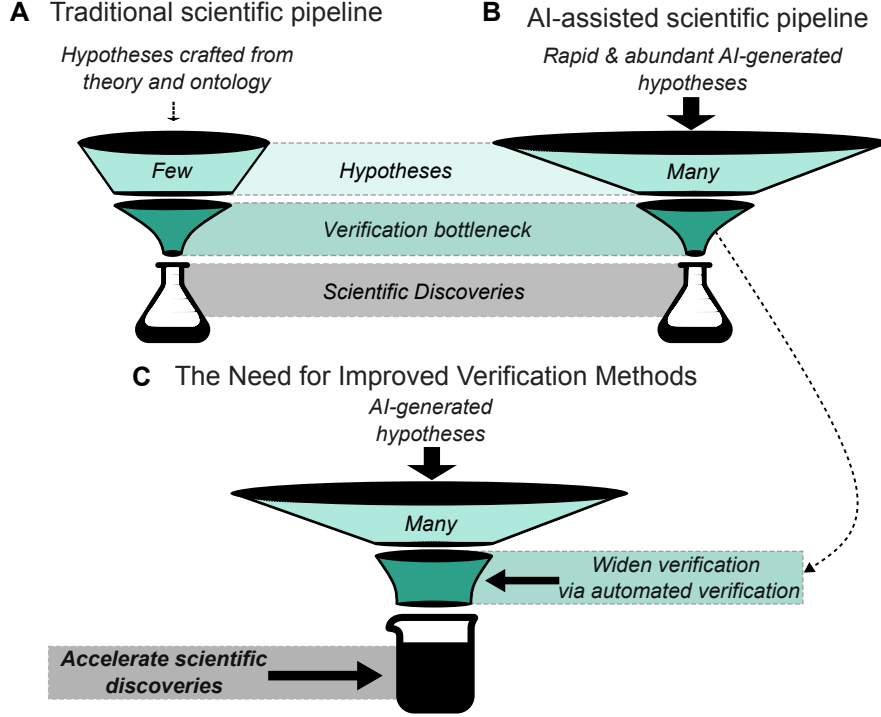 A Traditional scientific pipeline
Hypotheses crafted from
theory and ontology
B AI-assisted scientific pipeline
Rapid & abundant AI-generated
hypotheses
Few
Hypotheses
Many
Verification bottleneck
Scientific Discoveries
C The Need for Improved Verification Methods
AI-generated
hypotheses
Many
Widen verification
via automated verification
Accelerate scientific
discoveries